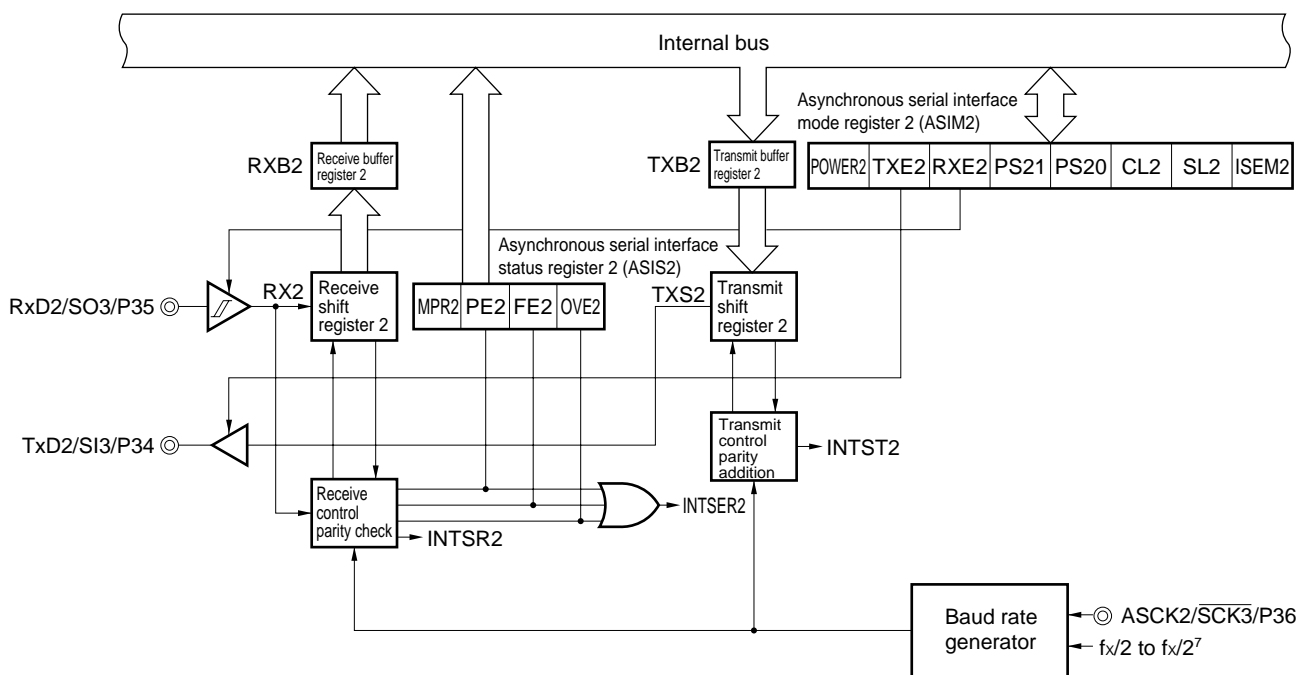 Internal bus
Asynchronous serial interface
mode register 2 (ASIM2)
RXB2
Receive buffer
register 2
TXB2
Transmit buffer
register 2
POWER2 TXE2 RXE2 PS21 PS20 CL2 SL2 ISEM2
Asynchronous serial interface
status register 2 (ASIS2)
RxD2/SO3/P35
RX2
Receive
shift
register 2
MPR2 PE2 FE2 OVE2
TXS2
Transmit
shift
register 2
TxD2/SI3/P34
Transmit
control
parity
addition
INTST2
Receive
control
parity check
INTSER2
INTSR2
Baud rate
generator
ASCK2/S̅C̅K̅3̅/P36
fx/2 to fx/2⁷